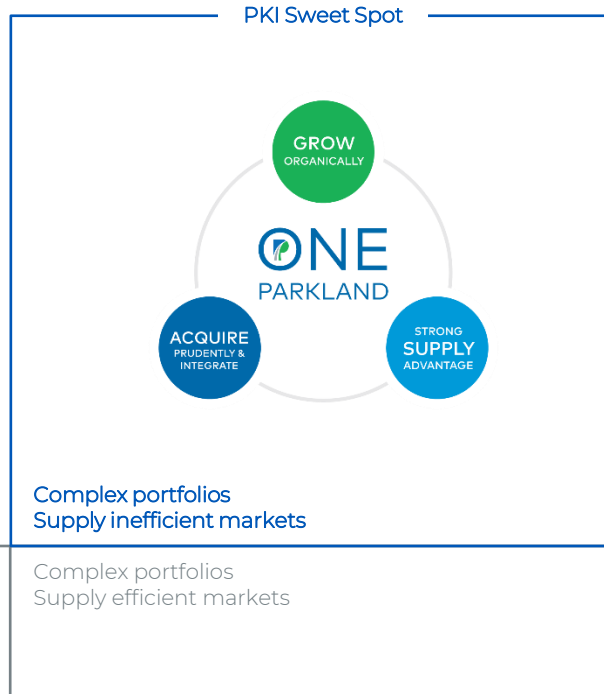 PKI Sweet Spot
GROW
ORGANICALLY
ONE
PARKLAND
ACQUIRE
PRUDENTLY &
INTEGRATE
STRONG
SUPPLY
ADVANTAGE
Complex portfolios
Supply inefficient markets
Complex portfolios
Supply efficient markets